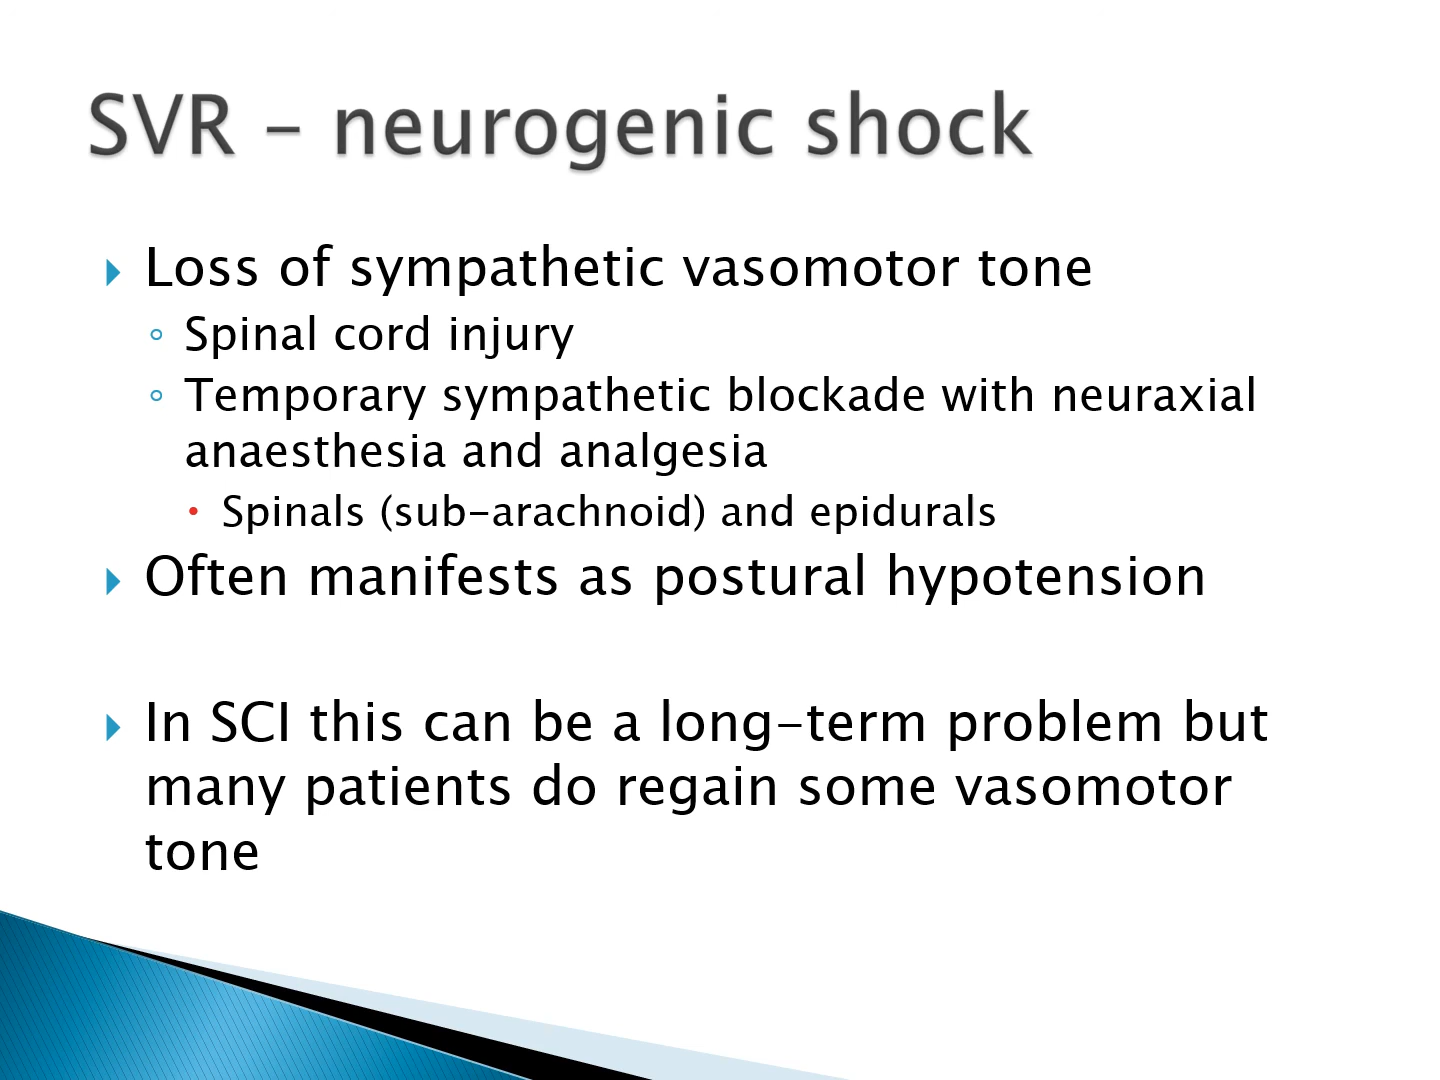 SVR – neurogenic shock
Loss of sympathetic vasomotor tone
Spinal cord injury
Temporary sympathetic blockade with neuraxial
anaesthesia and analgesia
Spinals (sub-arachnoid) and epidurals
Often manifests as postural hypotension
In SCI this can be a long-term problem but
many patients do regain some vasomotor
tone